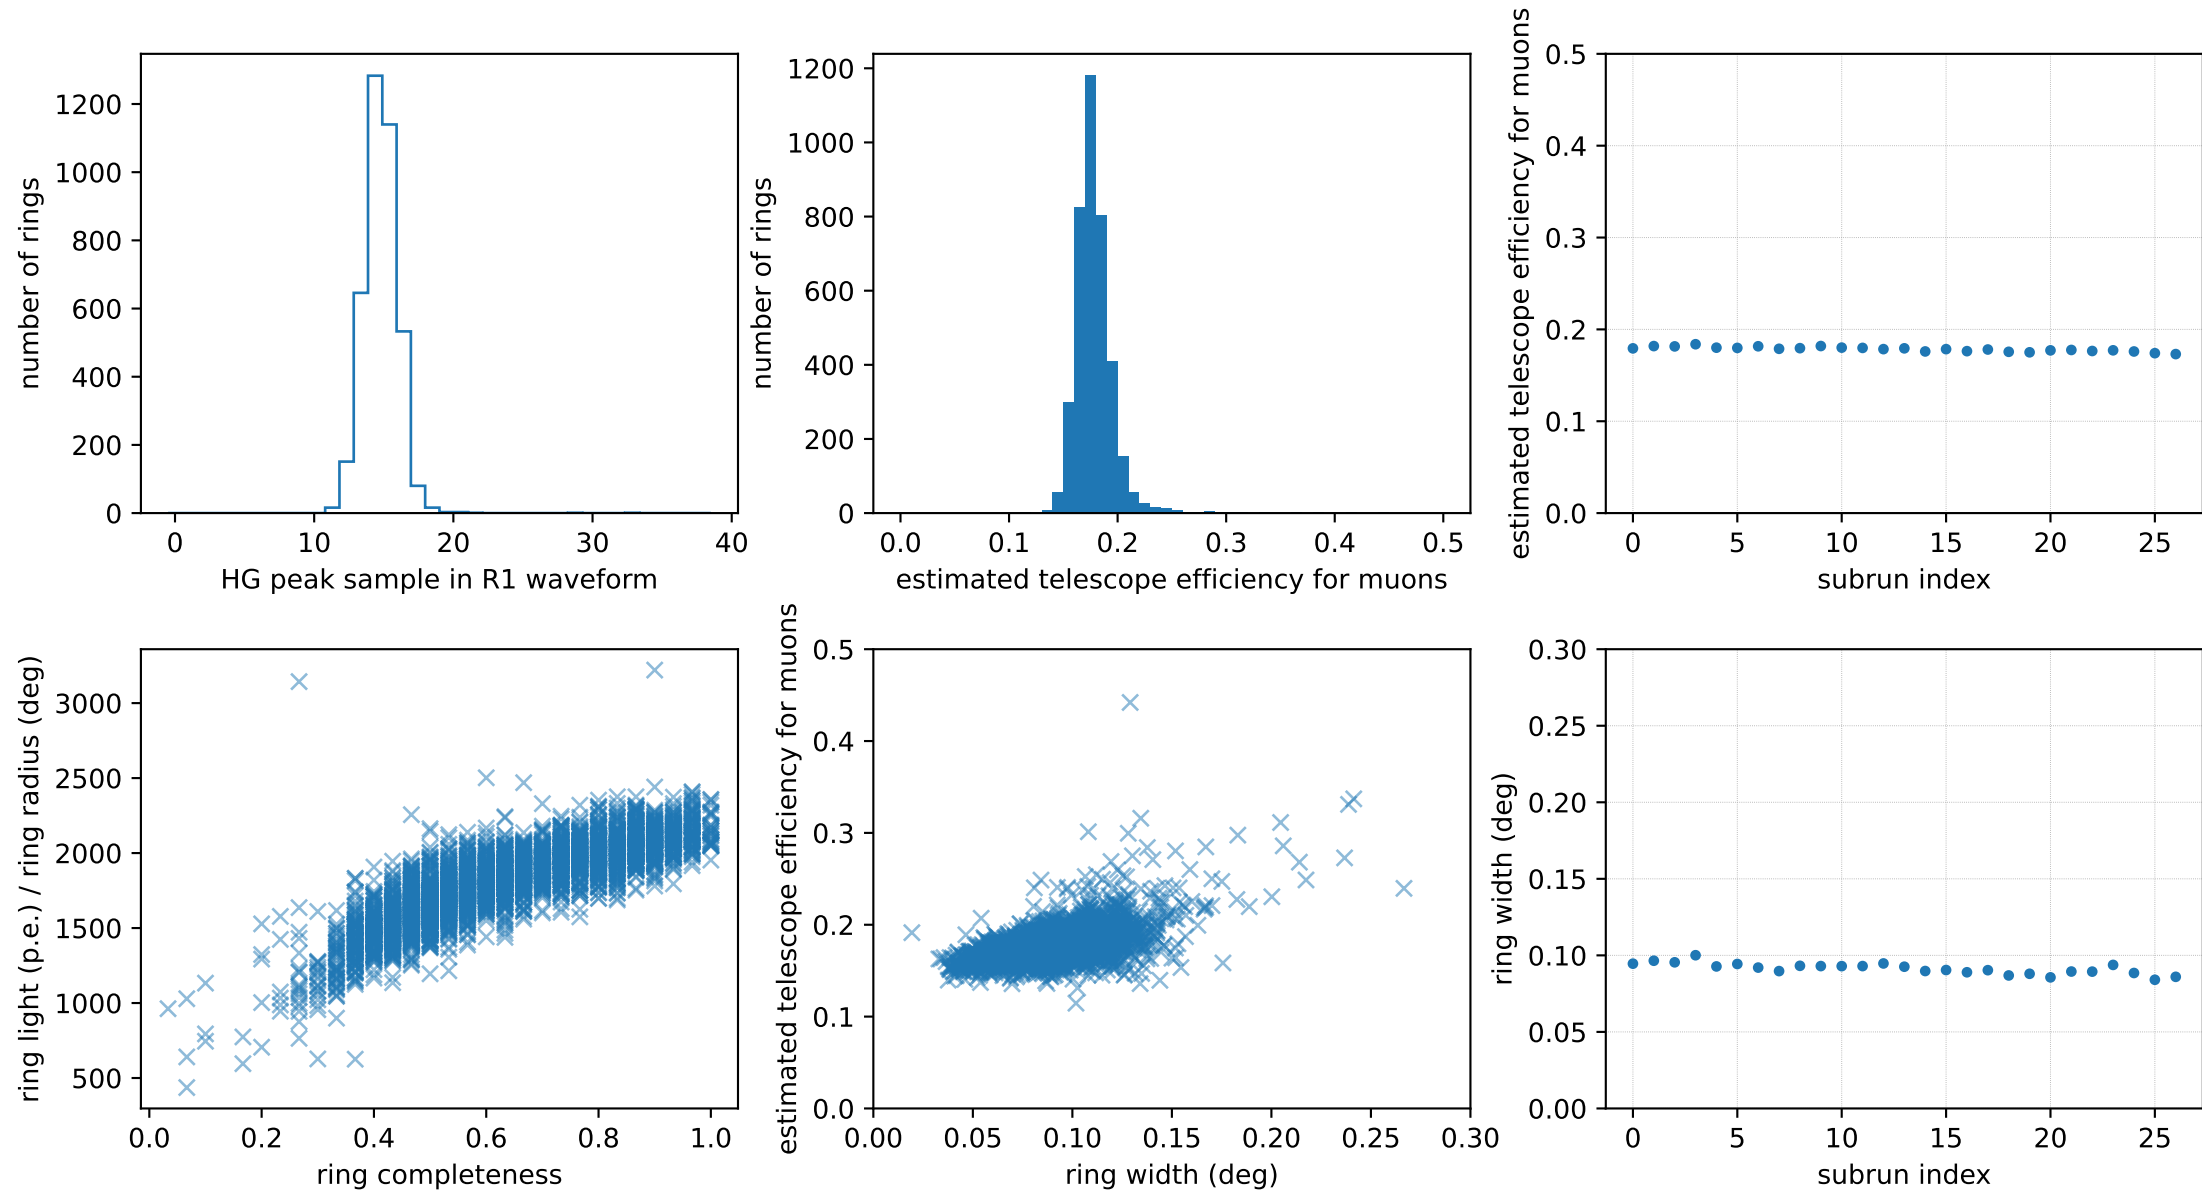 1200
1000
800
600
400
200
0
number of rings
0 10 20 30 40
HG peak sample in R1 waveform
1200
1000
800
600
400
200
0
number of rings
0.0 0.1 0.2 0.3 0.4 0.5
estimated telescope efficiency for muons
0.5
0.4
0.3
0.2
0.1
0.0
estimated telescope efficiency for muons
0 5 10 15 20 25
subrun index
3000
2500
2000
1500
1000
500
ring light (p.e.) / ring radius (deg)
0.0 0.2 0.4 0.6 0.8 1.0
ring completeness
0.5
0.4
0.3
0.2
0.1
0.0
estimated telescope efficiency for muons
0.00 0.05 0.10 0.15 0.20 0.25 0.30
ring width (deg)
0.30
0.25
0.20
0.15
0.10
0.05
0.00
ring width (deg)
0 5 10 15 20 25
subrun index